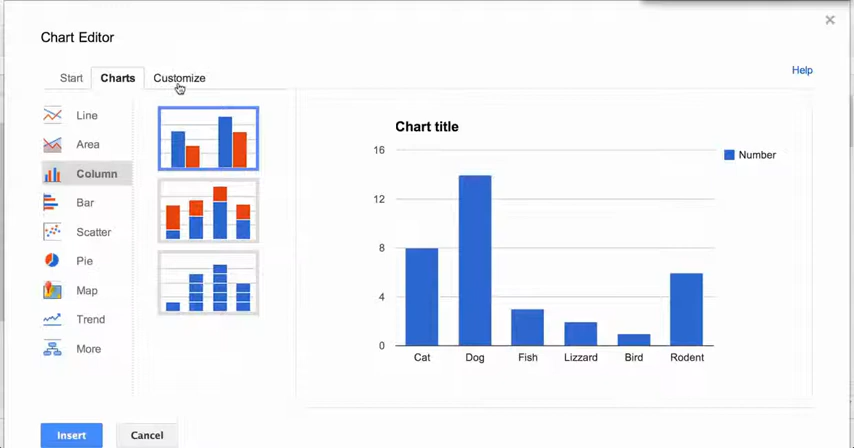 Chart Editor
Start Charts Customize
Help
Line
Area
Column
Bar
Scatter
Pie
Map
Trend
More
Chart title
Number
16
12
8
4
0
Cat Dog Fish Lizzard Bird Rodent
Insert Cancel